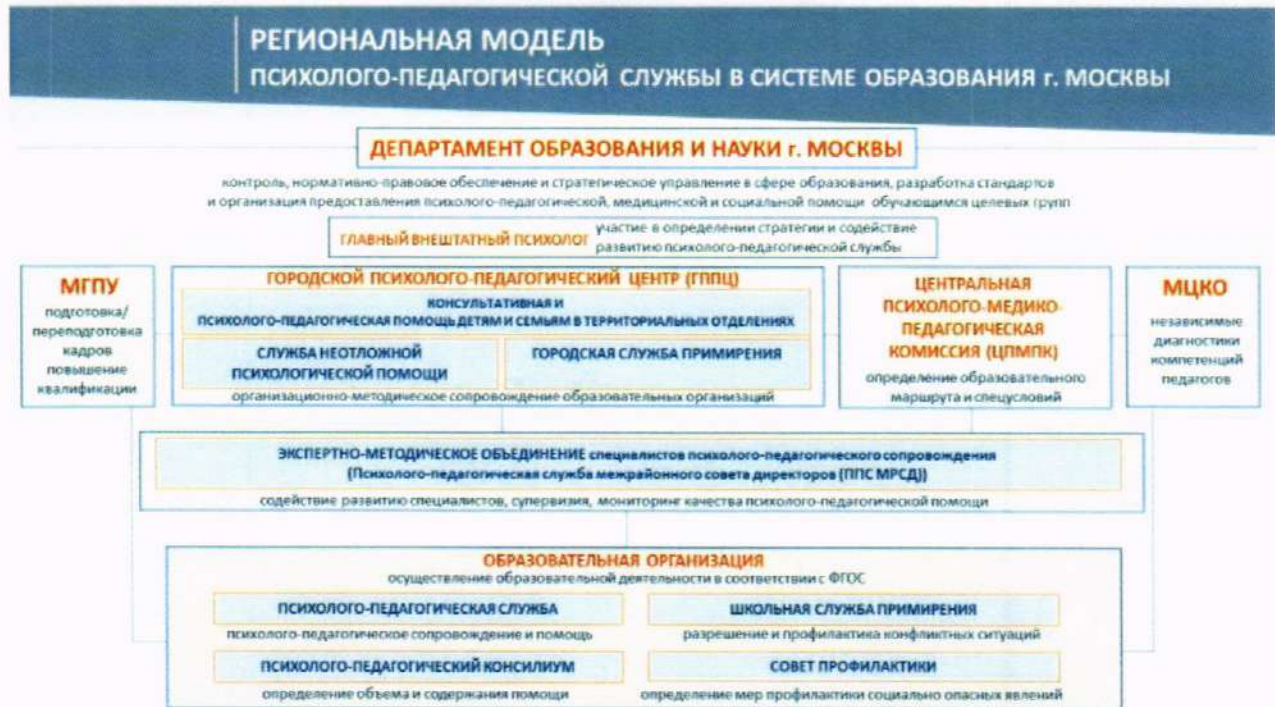 РЕГИОНАЛЬНАЯ МОДЕЛЬ
ПСИХОЛОГО-ПЕДАГОГИЧЕСКОЙ СЛУЖБЫ В СИСТЕМЕ ОБРАЗОВАНИЯ г. МОСКВЫ
ДЕПАРТАМЕНТ ОБРАЗОВАНИЯ И НАУКИ г. МОСКВЫ
контроль, нормативно-правовое обеспечение и стратегическое управление в сфере образования, разработка стандартов
и организация предоставления психолого-педагогической, медицинской и социальной помощи обучающимся целевых групп
ГЛАВНЫЙ ВНЕШТАТНЫЙ ПСИХОЛОГ
участие в определении стратегии и содействие
развитию психолого-педагогической службы
МГПУ
подготовка/
переподготовка
кадров
повышение
квалификации
ГОРОДСКОЙ ПСИХОЛОГО-ПЕДАГОГИЧЕСКИЙ ЦЕНТР (ГППЦ)
КОНСУЛЬТАТИВНАЯ И
ПСИХОЛОГО-ПЕДАГОГИЧЕСКАЯ ПОМОЩЬ ДЕТЯМ И СЕМЬЯМ В ТЕРРИТОРИАЛЬНЫХ ОТДЕЛЕНИЯХ
СЛУЖБА НЕОТЛОЖНОЙ
ПСИХОЛОГИЧЕСКОЙ ПОМОЩИ
ГОРОДСКАЯ СЛУЖБА ПРИМИРЕНИЯ
организационно-методическое сопровождение образовательных организаций
ЦЕНТРАЛЬНАЯ
ПСИХОЛОГО-МЕДИКО-
ПЕДАГОГИЧЕСКАЯ
КОМИССИЯ (ЦПМПК)
определение образовательного
маршрута и спецусловий
МЦКО
независимые
диагностики
компетенций
педагогов
ЭКСПЕРТНО-МЕТОДИЧЕСКОЕ ОБЪЕДИНЕНИЕ специалистов психолого-педагогического сопровождения
(Психолого-педагогическая служба межрайонного совета директоров (ППС МРСД))
содействие развитию специалистов, супервизия, мониторинг качества психолого-педагогической помощи
ОБРАЗОВАТЕЛЬНАЯ ОРГАНИЗАЦИЯ
осуществление образовательной деятельности в соответствии с ФГОС
ПСИХОЛОГО-ПЕДАГОГИЧЕСКАЯ СЛУЖБА
психолого-педагогическое сопровождение и помощь
ШКОЛЬНАЯ СЛУЖБА ПРИМИРЕНИЯ
разрешение и профилактика конфликтных ситуаций
ПСИХОЛОГО-ПЕДАГОГИЧЕСКИЙ КОНСИЛИУМ
определение объема и содержания помощи
СОВЕТ ПРОФИЛАКТИКИ
определение мер профилактики социально опасных явлений